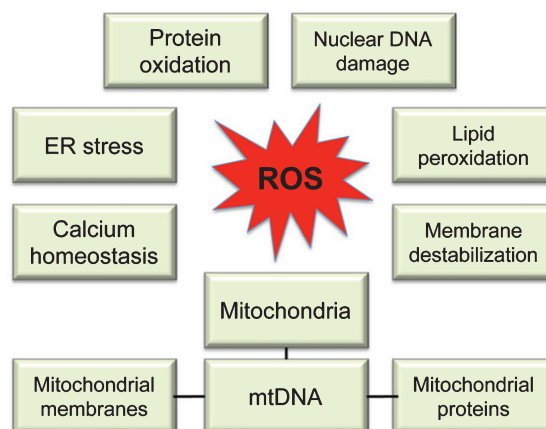 Protein
oxidation
Nuclear DNA
damage
ER stress
ROS
Lipid
peroxidation
Calcium
homeostasis
Membrane
destabilization
Mitochondria
Mitochondrial
membranes
mtDNA
Mitochondrial
proteins